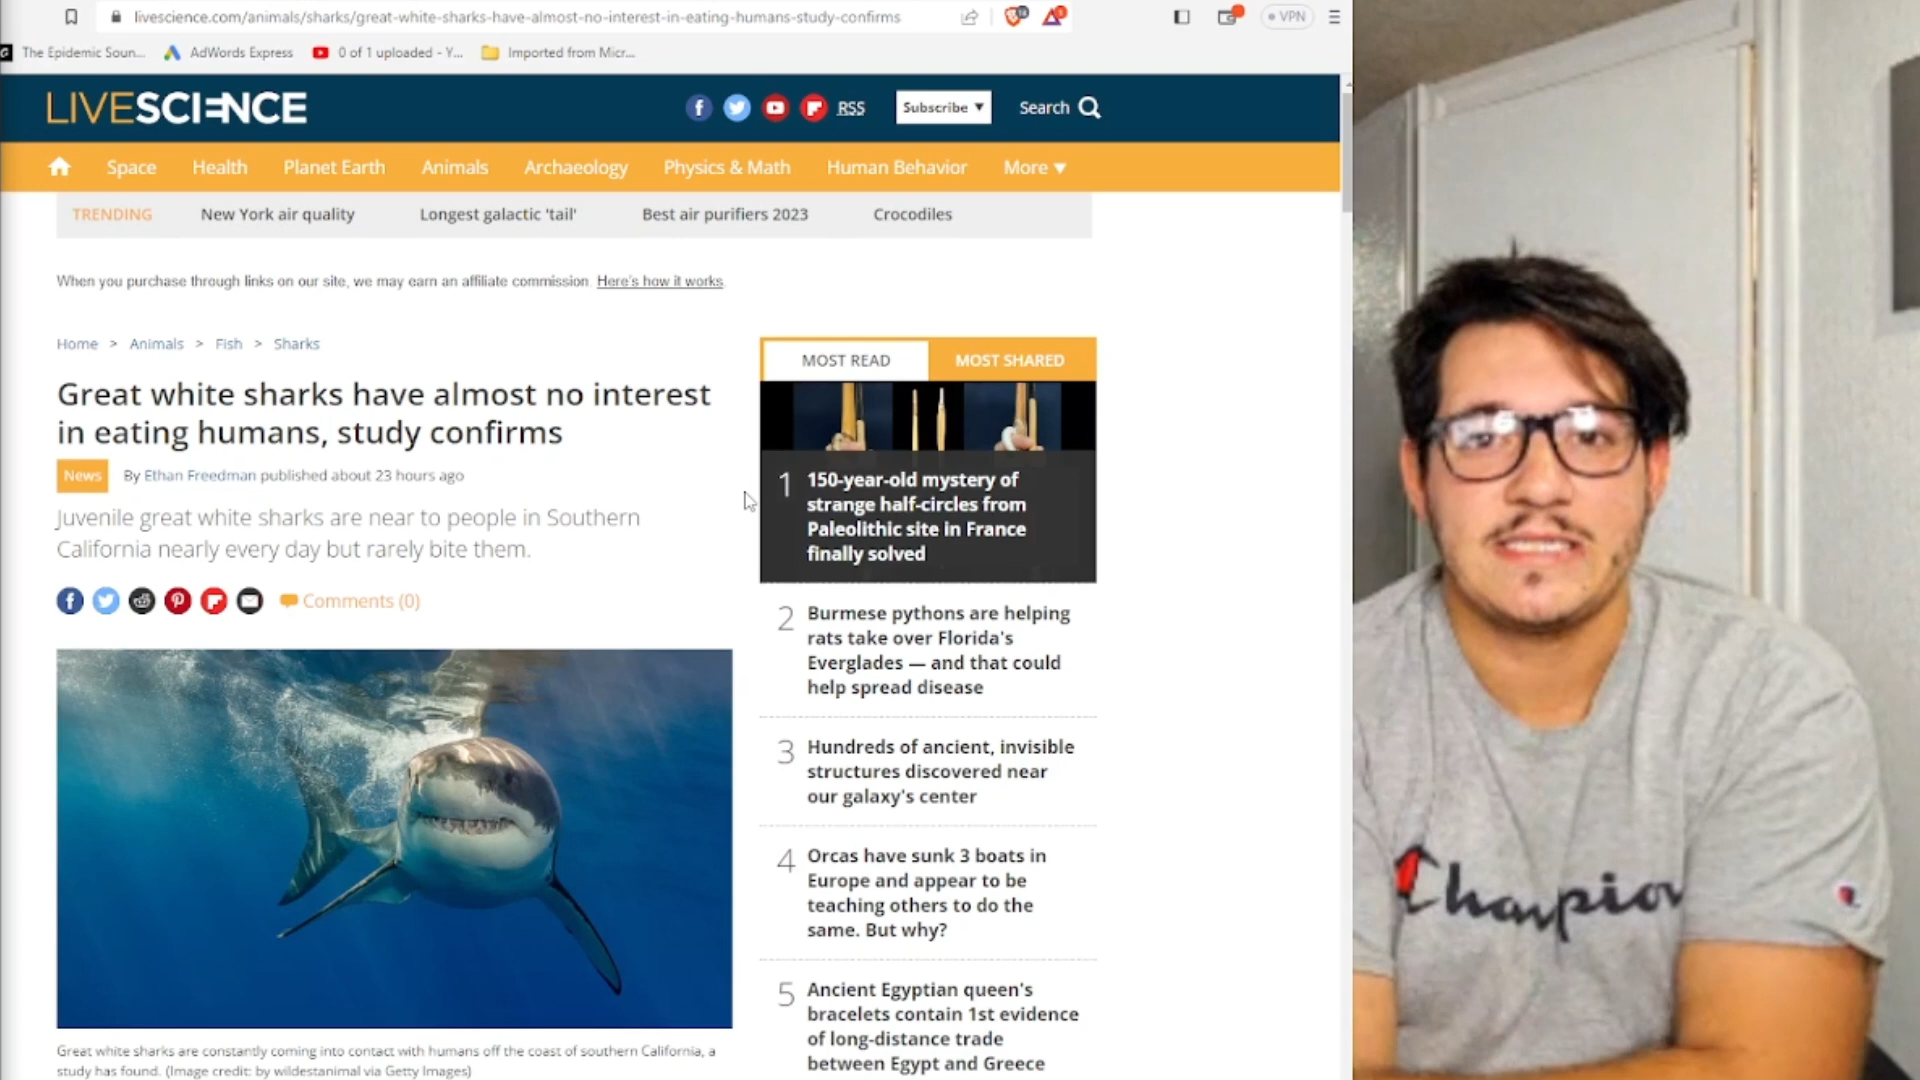 livescience.com/animals/sharks/great-white-sharks-have-almost-no-interest-in-eating-humans-study-confirms
VPN
The Epidemic Soun...
AdWords Express
0 of 1 uploaded - Y...
Imported from Micr...
LIVESCIENCE
RSS
Subscribe ▼
Search
Space
Health
Planet Earth
Animals
Archaeology
Physics & Math
Human Behavior
More ▼
TRENDING
New York air quality
Longest galactic 'tail'
Best air purifiers 2023
Crocodiles
When you purchase through links on our site, we may earn an affiliate commission. Here's how it works.
Home > Animals > Fish > Sharks
Great white sharks have almost no interest
in eating humans, study confirms
News
By Ethan Freedman published about 23 hours ago
Juvenile great white sharks are near to people in Southern
California nearly every day but rarely bite them.
Comments (0)
Great white sharks are constantly coming into contact with humans off the coast of southern California, a
study has found. (Image credit: by wildestanimal via Getty Images)
MOST READ
MOST SHARED
1 150-year-old mystery of
strange half-circles from
Paleolithic site in France
finally solved
2 Burmese pythons are helping
rats take over Florida's
Everglades — and that could
help spread disease
3 Hundreds of ancient, invisible
structures discovered near
our galaxy's center
4 Orcas have sunk 3 boats in
Europe and appear to be
teaching others to do the
same. But why?
5 Ancient Egyptian queen's
bracelets contain 1st evidence
of long-distance trade
between Egypt and Greece
Champion